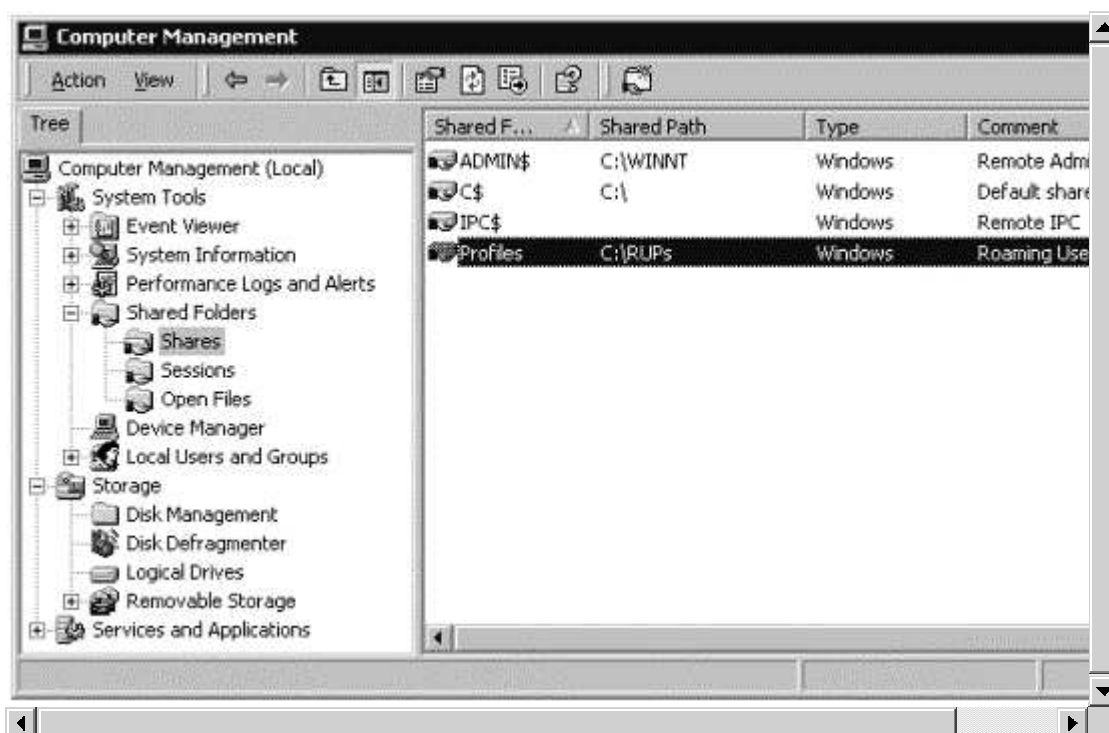 Computer Management
Action View
Tree
Shared F... Shared Path Type Comment
ADMIN$ C:\WINNT Windows Remote Adm
C$ C:\ Windows Default share
IPC$ Windows Remote IPC
Profiles C:\RUPs Windows Roaming Use
Computer Management (Local)
System Tools
Event Viewer
System Information
Performance Logs and Alerts
Shared Folders
Shares
Sessions
Open Files
Device Manager
Local Users and Groups
Storage
Disk Management
Disk Defragmenter
Logical Drives
Removable Storage
Services and Applications